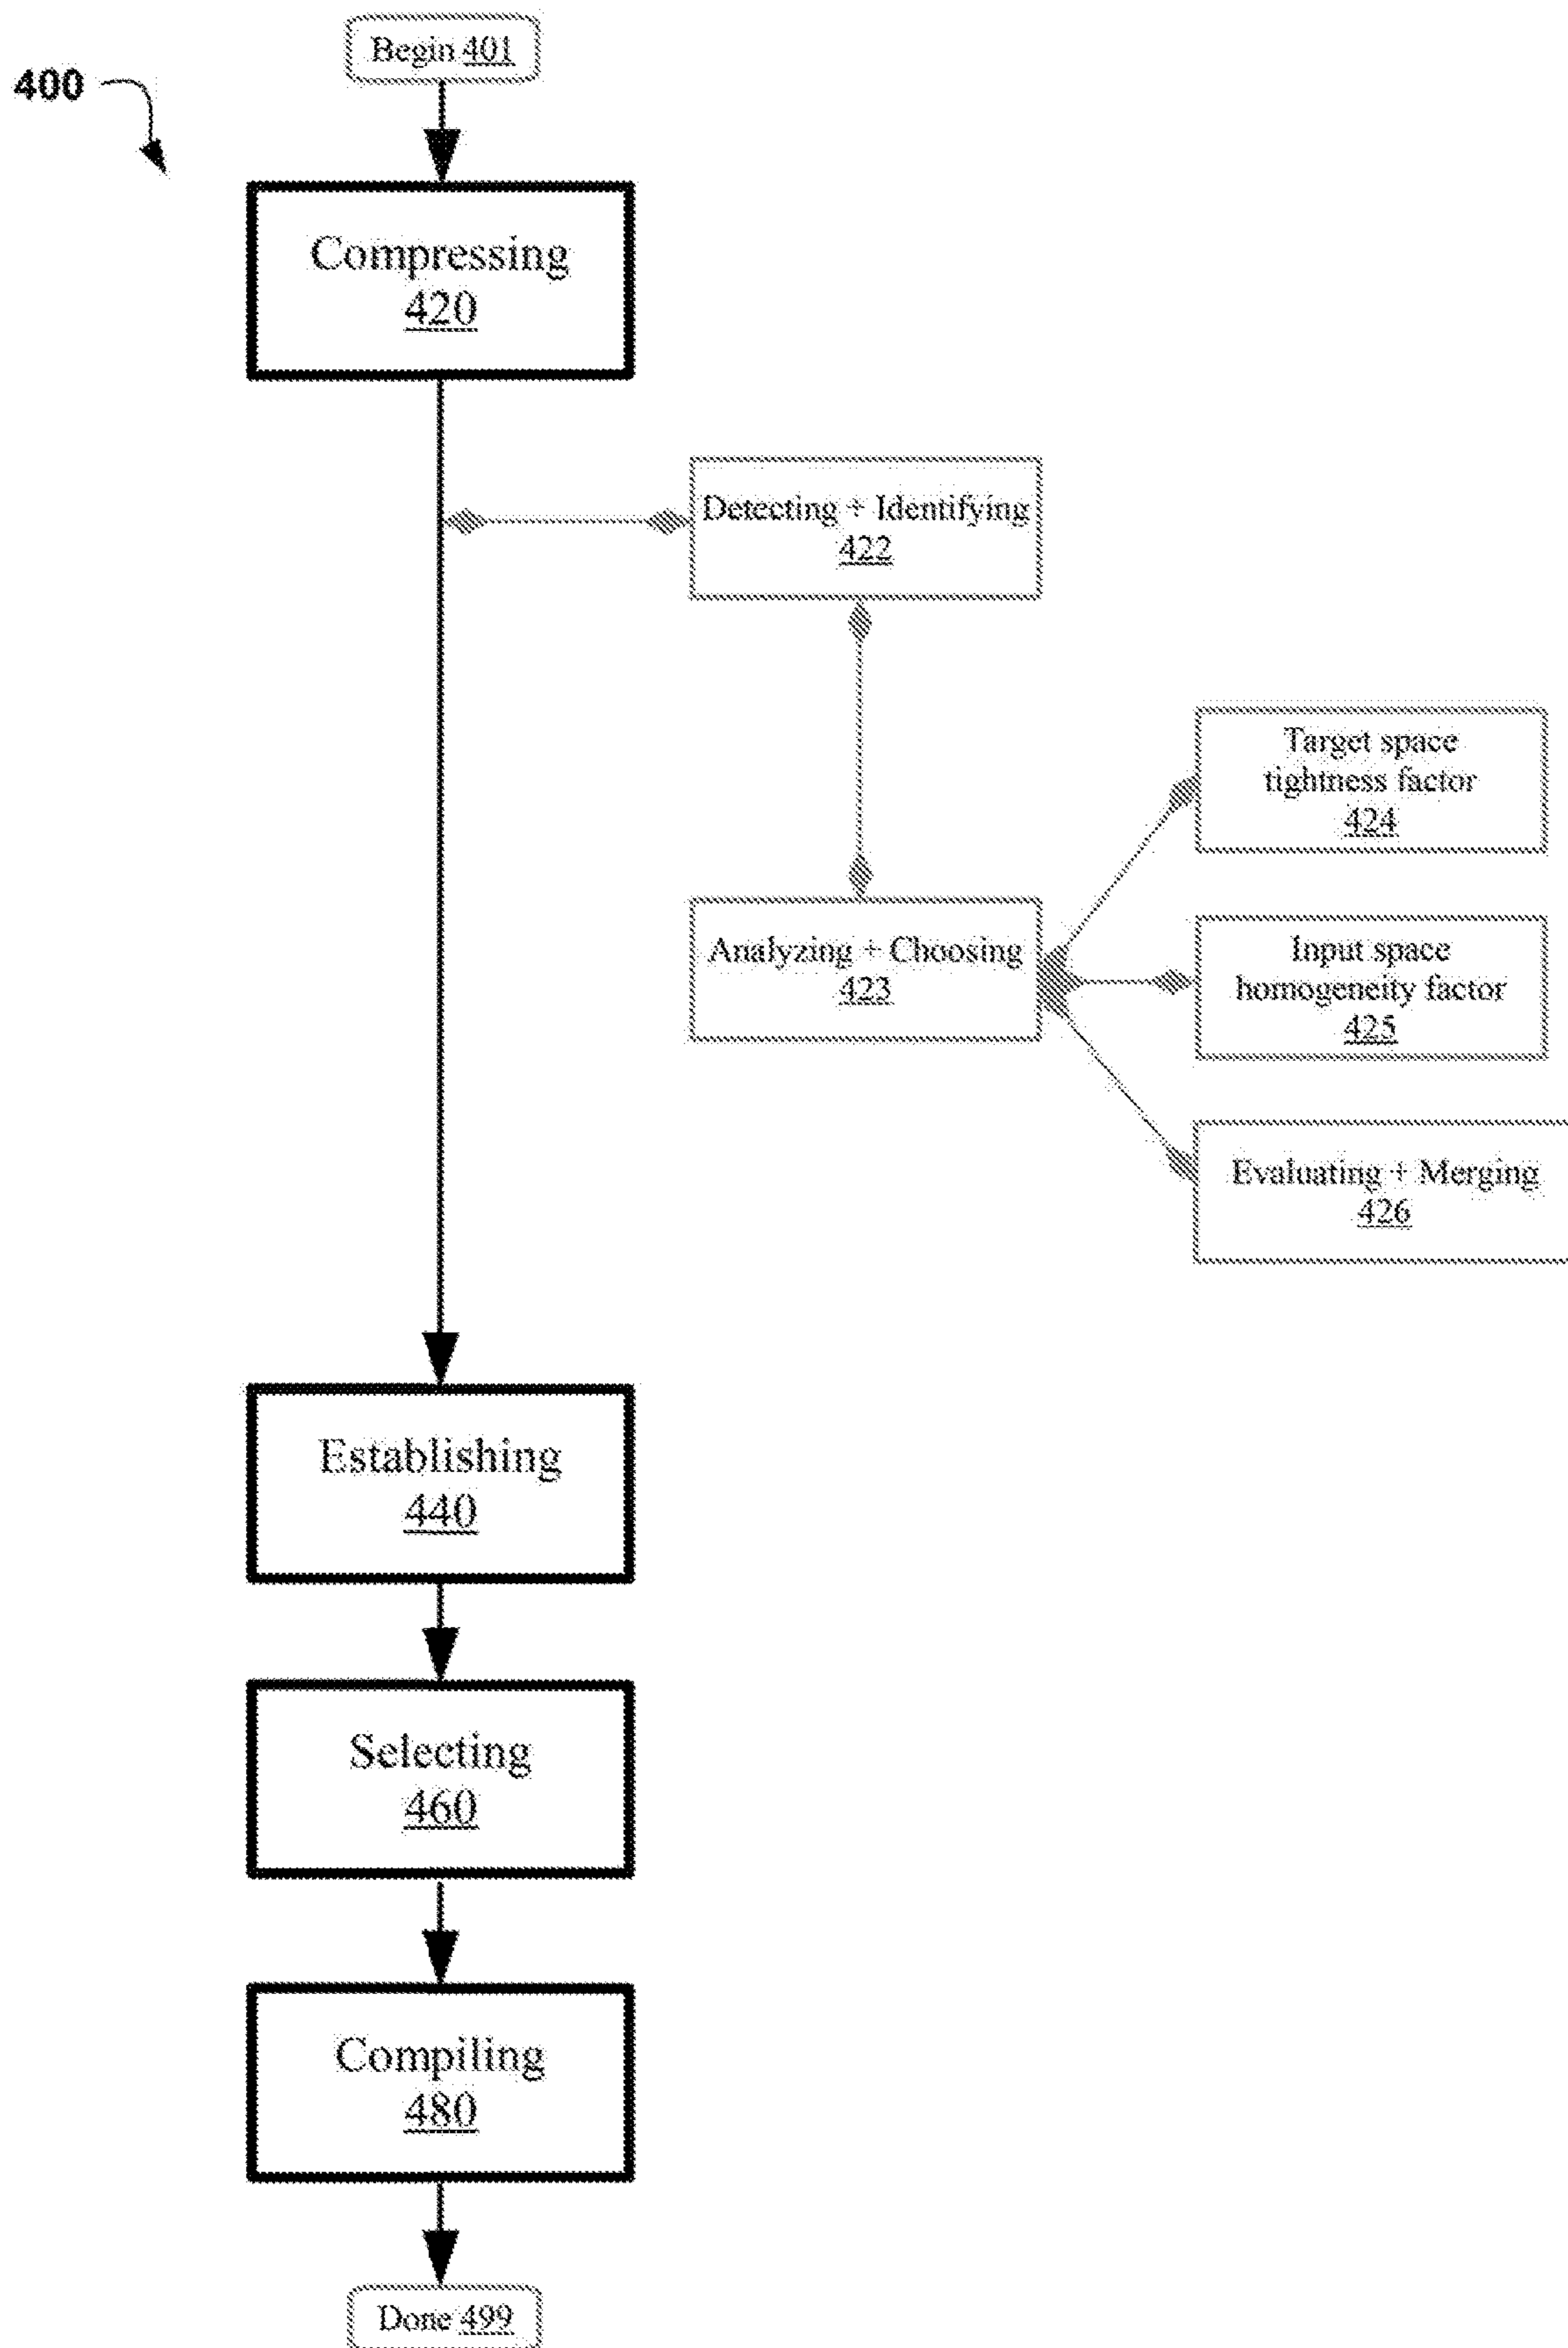 Begin 401
400
Compressing
420
Detecting + Identifying
422
Target space
tightness factor
424
Analyzing + Choosing
423
Input space
homogeneity factor
425
Evaluating + Merging
426
Establishing
440
Selecting
460
Compiling
480
Done 499